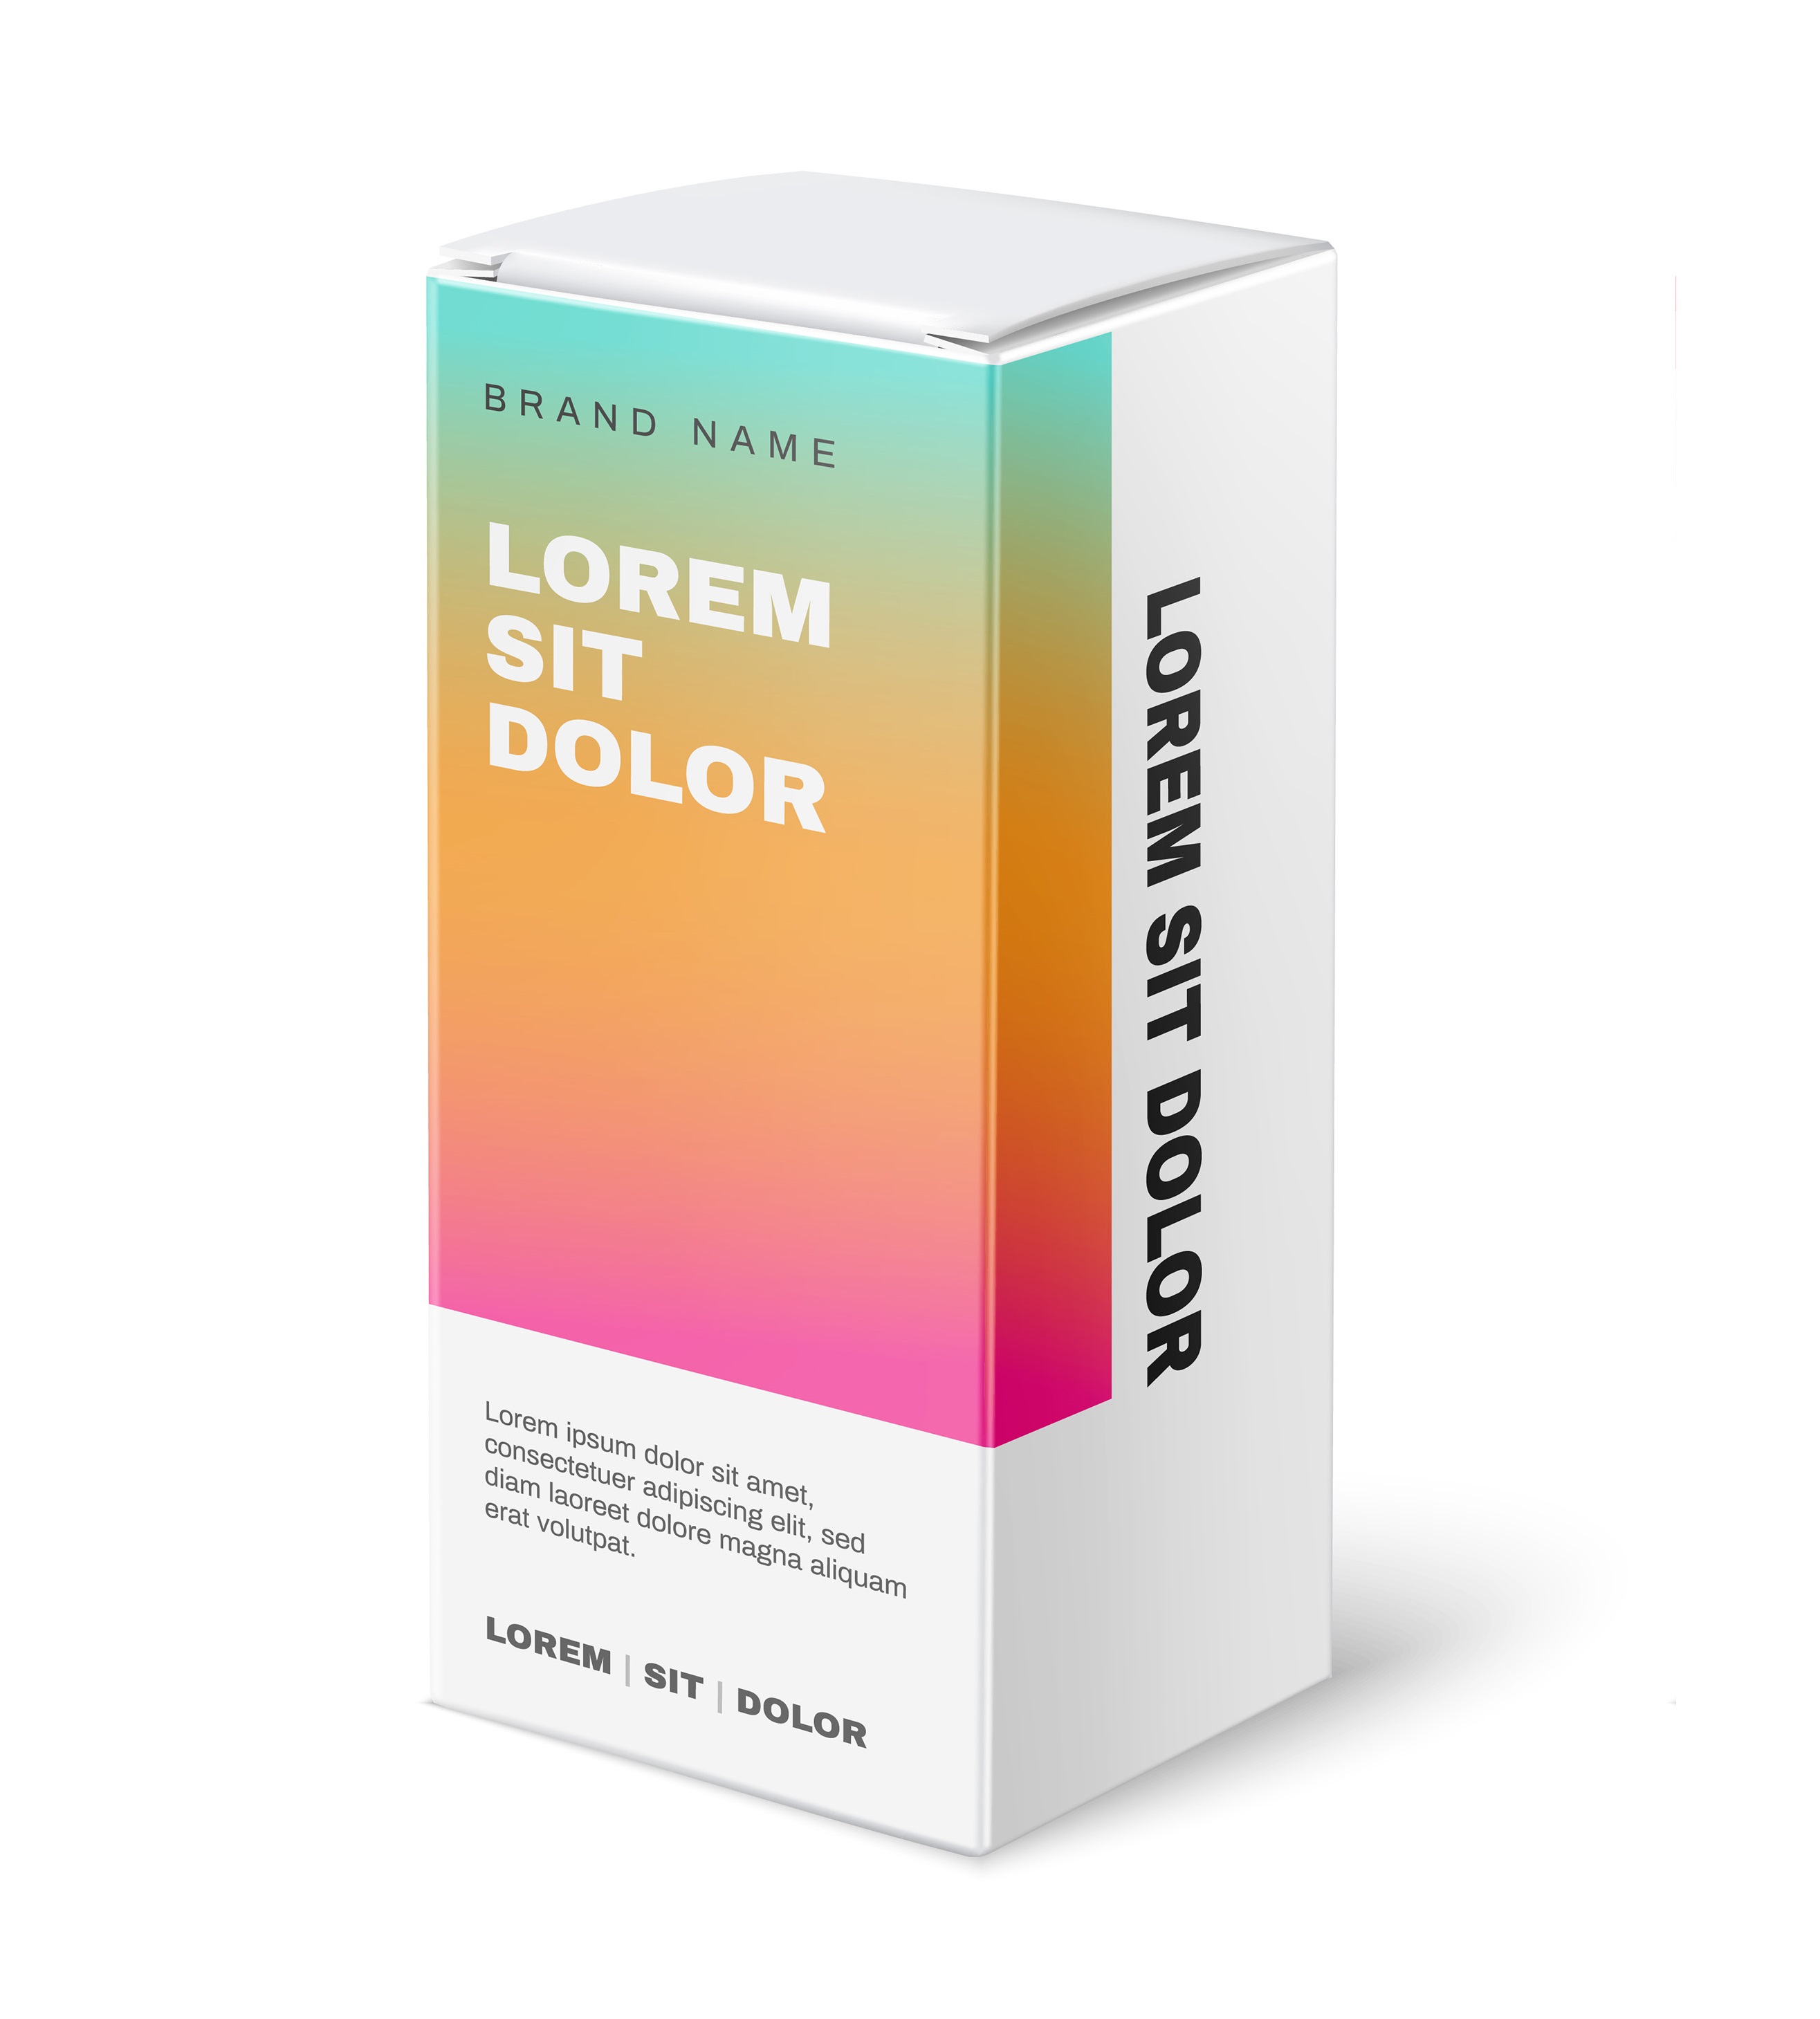 BRAND NAME
LOREM
SIT
DOLOR
Lorem ipsum dolor sit amet,
consectetuer adipiscing elit, sed
diam laoreet dolore magna aliquam
erat volutpat.
LOREM | SIT | DOLOR
LOREM SIT DOLOR